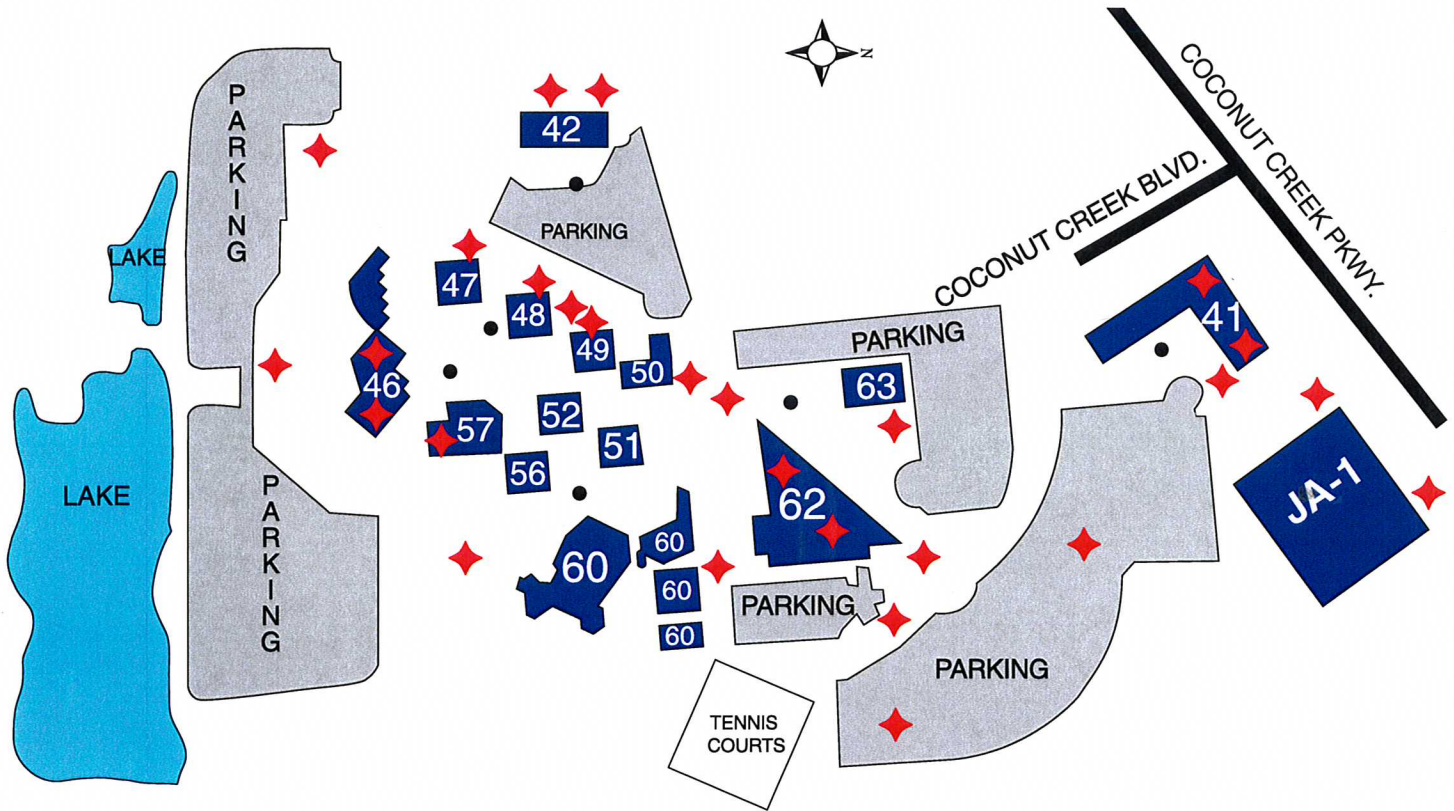 N
COCONUT CREEK PKWY.
COCONUT CREEK BLVD.
PARKING
42
PARKING
LAKE
47
48
49
50
46
PARKING
63
41
57
52
51
56
LAKE
PARKING
62
JA-1
60
60
60
60
PARKING
PARKING
TENNIS
COURTS